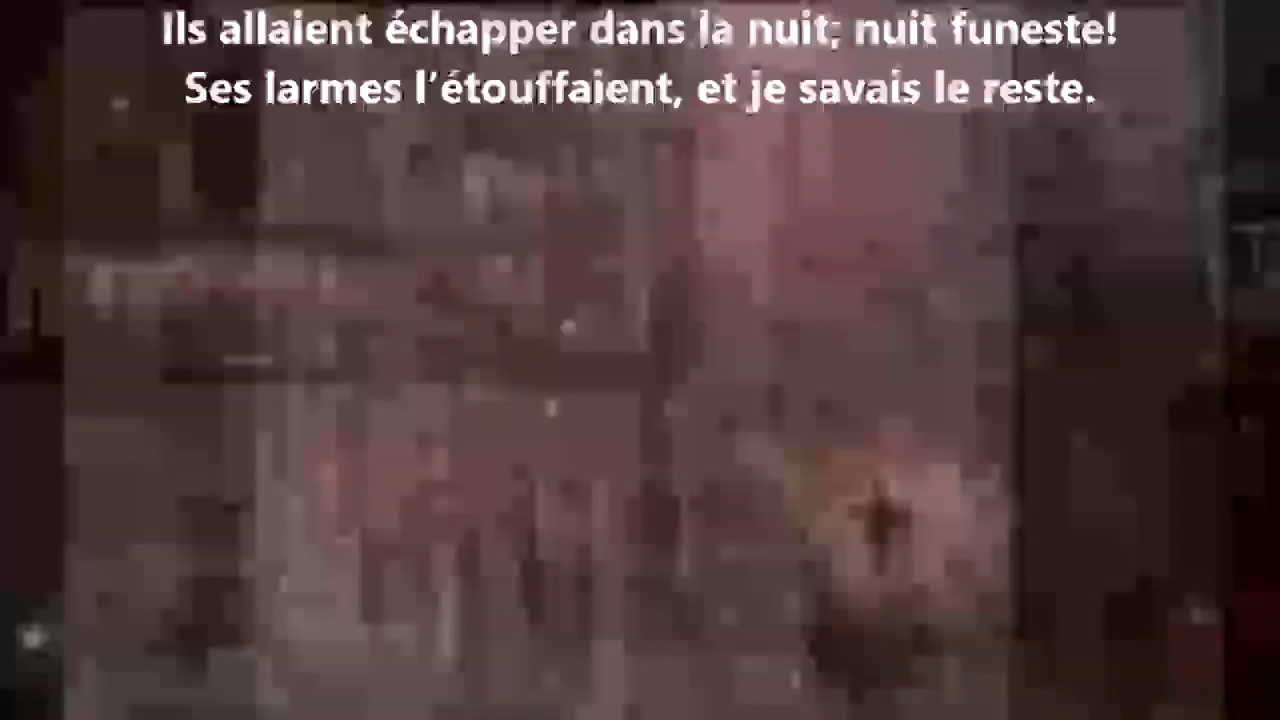 Ils allaient échapper dans la nuit; nuit funeste!
Ses larmes l’étouffaient, et je savais le reste.